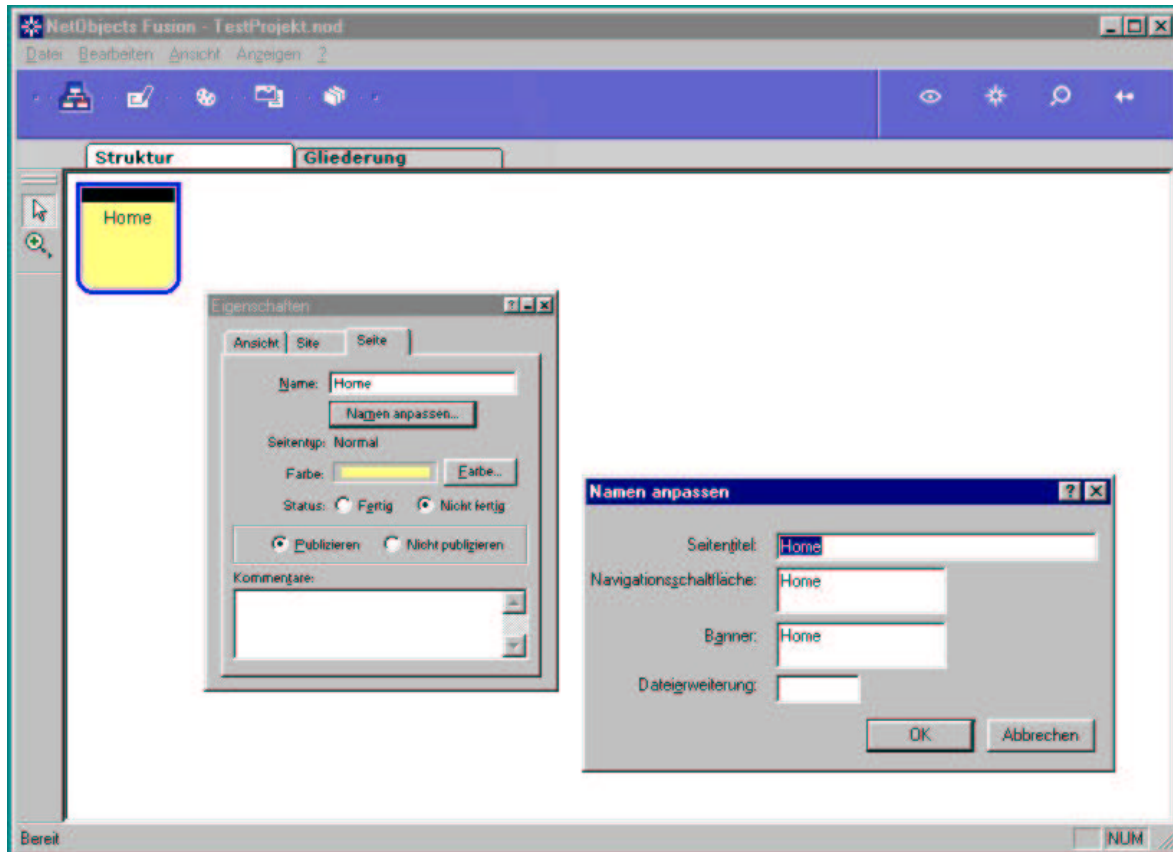 NetObjects Fusion - TestProjekt.nod
Datei Bearbeiten Ansicht Anzeigen ?
Struktur Gliederung
Home
Eigenschaften
Ansicht Site Seite
Name: Home
Namen anpassen...
Seitentyp: Normal
Farbe: Farbe...
Status: Fertig Nicht fertig
Publizieren Nicht publizieren
Kommentare:
Namen anpassen
Seitentitel: Home
Navigationsschaltfläche: Home
Banner: Home
Dateierweiterung:
OK Abbrechen
Bereit NUM